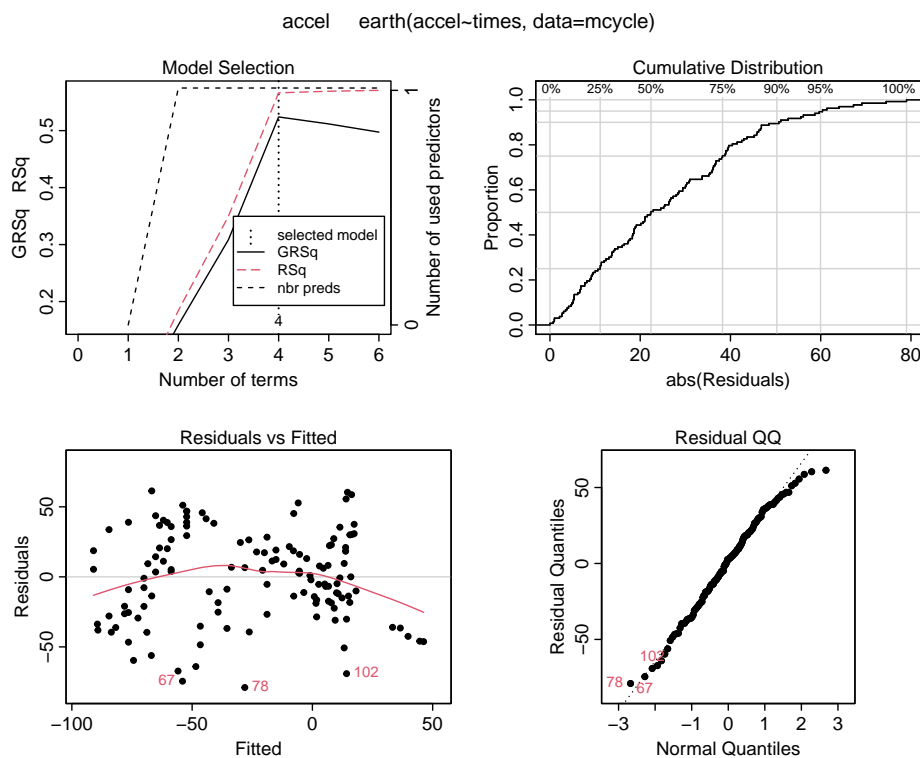 accel earth(accel~times, data=mcycle)
Model Selection
GRSq RSq
0.2 0.3 0.4 0.5
0 1 2 3 4 5 6
Number of terms
Number of used predictors
0 1
selected model
GRSq
RSq
nbr preds
4
Cumulative Distribution
0% 25% 50% 75% 90% 95% 100%
Proportion
0.0 0.2 0.4 0.6 0.8 1.0
0 20 40 60 80
abs(Residuals)
Residuals vs Fitted
Residuals
−50 0 50
67
78
102
−100 −50 0 50
Fitted
Residual QQ
Residual Quantiles
−50 0 50
78
67
−3 −2 −1 0 1 2 3
Normal Quantiles